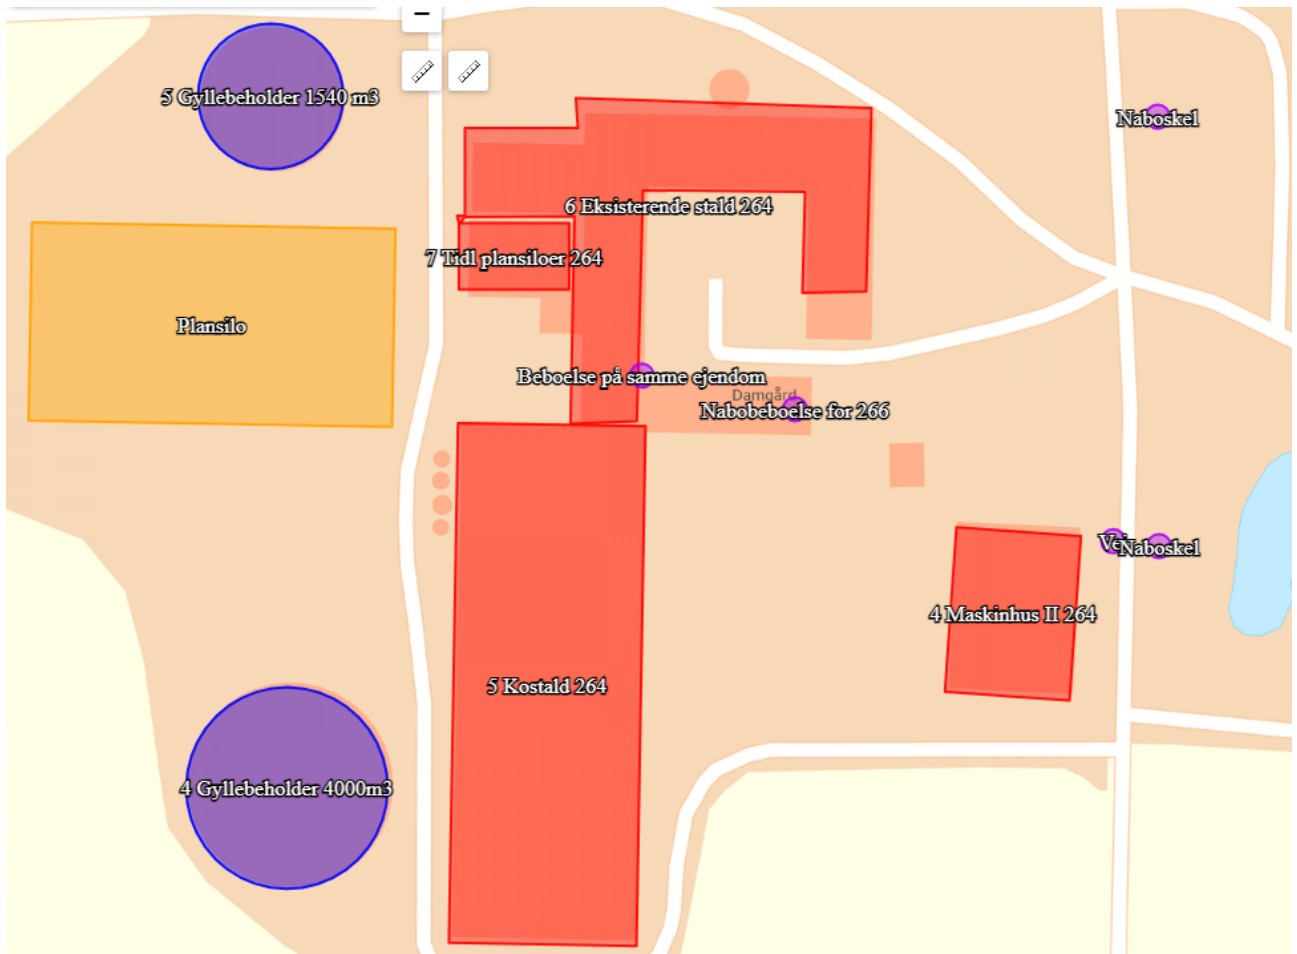 −
5 Gyllebeholder 1540 m3
Naboskel
6 Eksisterende stald 264
7 Tidl plansiloer 264
Plansilo
Beboelse på samme ejendom
Damgård
Nabobeboelse for 266
Naboskel
4 Maskinhus II 264
5 Kostald 264
4 Gyllebeholder 4000m3